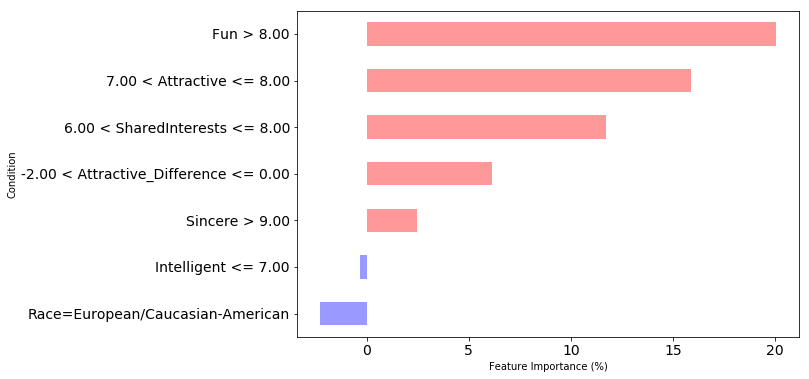 Fun > 8.00
7.00 < Attractive <= 8.00
6.00 < SharedInterests <= 8.00
-2.00 < Attractive_Difference <= 0.00
Sincere > 9.00
Intelligent <= 7.00
Race=European/Caucasian-American
Condition
0 5 10 15 20
Feature Importance (%)